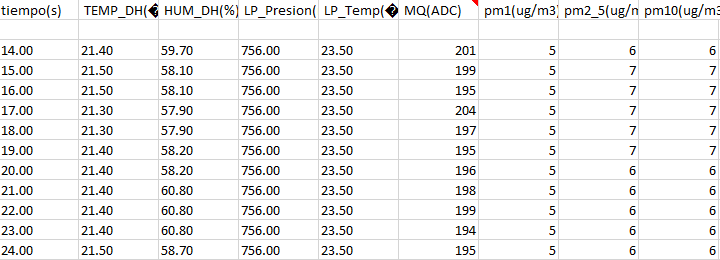 tiempo(s) TEMP_DH(� HUM_DH(%) LP_Presion( LP_Temp(� MQ(ADC) pm1(ug/m3) pm2_5(ug/m pm10(ug/m3
14.00 21.40 59.70 756.00 23.50 201 5 6 6
15.00 21.50 58.10 756.00 23.50 199 5 7 7
16.00 21.50 58.10 756.00 23.50 195 5 7 7
17.00 21.30 57.90 756.00 23.50 204 5 7 7
18.00 21.30 57.90 756.00 23.50 197 5 7 7
19.00 21.40 58.20 756.00 23.50 195 5 7 7
20.00 21.40 58.20 756.00 23.50 196 5 6 6
21.00 21.40 60.80 756.00 23.50 198 5 6 6
22.00 21.40 60.80 756.00 23.50 199 5 6 6
23.00 21.40 60.80 756.00 23.50 194 5 6 6
24.00 21.50 58.70 756.00 23.50 195 5 6 6